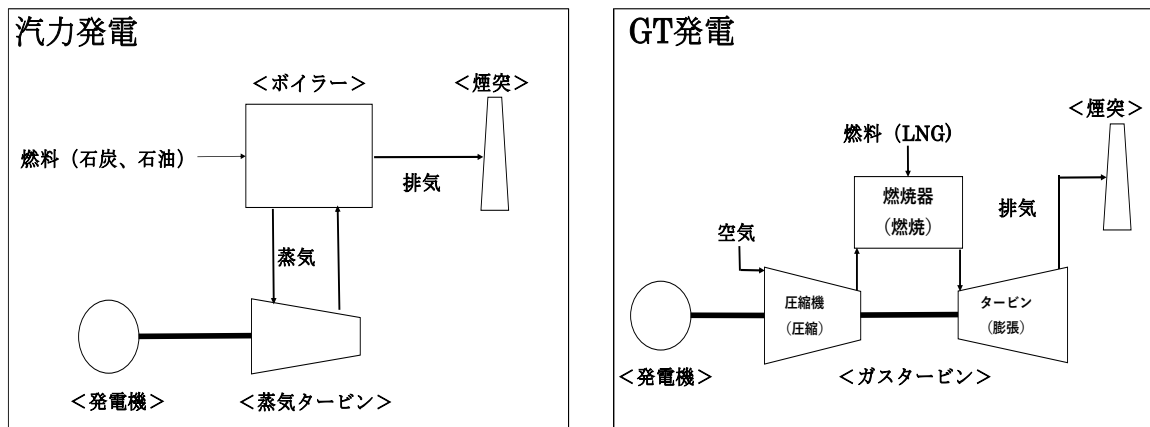 汽力発電
＜ボイラー＞
＜煙突＞
燃料（石炭、石油）
排気
蒸気
＜発電機＞
＜蒸気タービン＞
GT発電
＜煙突＞
燃料（LNG）
燃焼器
（燃焼）
排気
空気
圧縮機
（圧縮）
タービン
（膨張）
＜発電機＞
＜ガスタービン＞